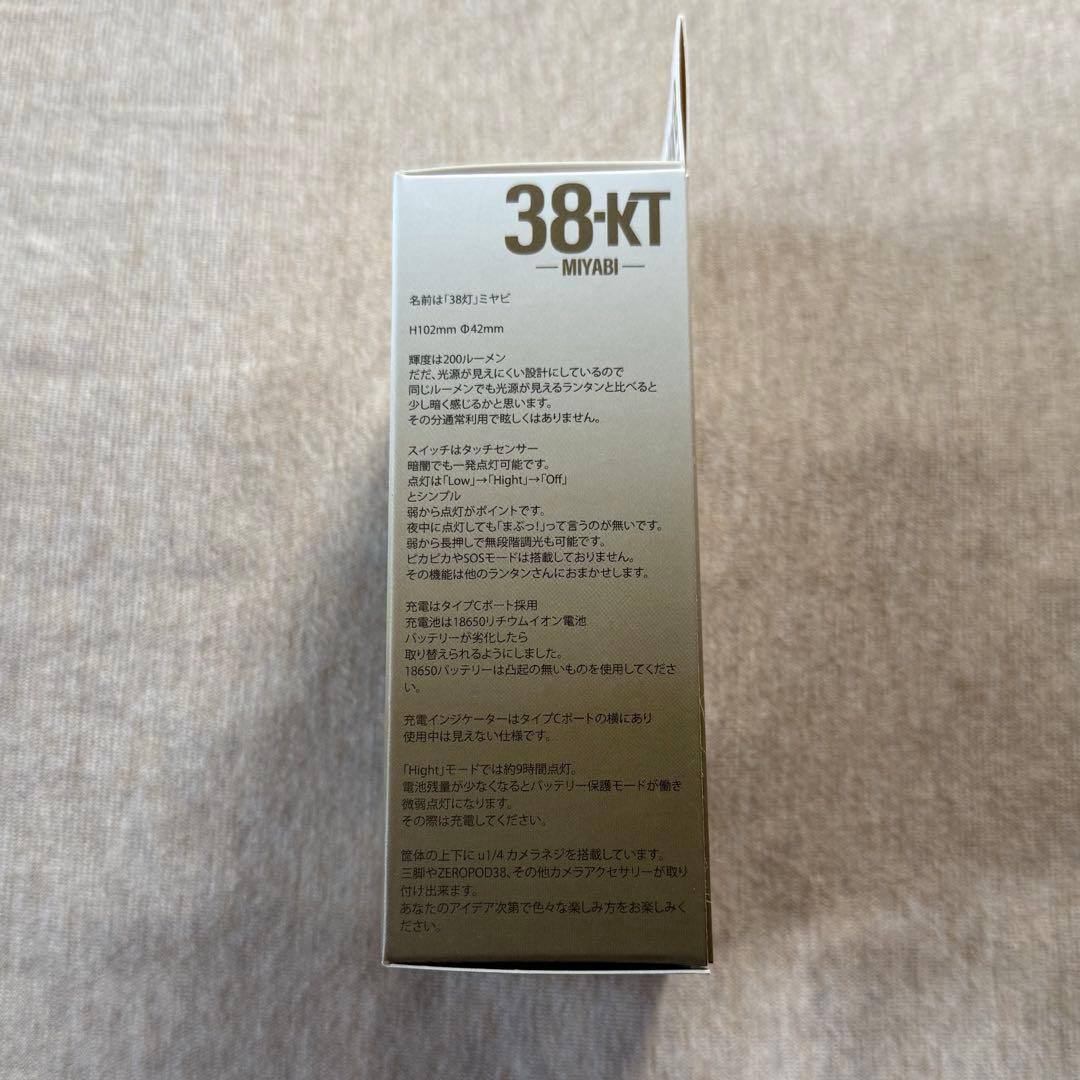 38-KT
MIYABI
名前は「38灯」ミヤビ
H102mm Φ42mm
輝度は200ルーメン
だだ、光源が見えにくい設計にしているので
同じルーメンでも光源が見えるランタンと比べると
少し暗く感じるかと思います。
その分通常利用で眩しくはありません。
スイッチはタッチセンサー
暗闇でも一発点灯可能です。
点灯は「Low」→「Hight」→「Off」
とシンプル
弱から点灯がポイントです。
夜中に点灯しても「まぶっ!」って言うのが無いです。
弱から長押しで無段階調光も可能です。
ピカピカやSOSモードは搭載しておりません。
その機能は他のランタンさんにおまかせします。
充電はタイプCポート採用
充電池は18650リチウムイオン電池
バッテリーが劣化したら
取り替えられるようにしました。
18650バッテリーは凸起の無いものを使用してくださ
い。
充電インジケーターはタイプCポートの横にあり
使用中は見えない仕様です。
「Hight」モードでは約9時間点灯。
電池残量が少なくなるとバッテリー保護モードが働き
微弱点灯になります。
その際は充電してください。
筐体の上下に u1/4 カメラネジを搭載しています。
三脚やZEROPOD38、その他カメラアクセサリーが取り
付け出来ます。
あなたのアイデア次第で色々な楽しみ方をお楽しみく
ださい。